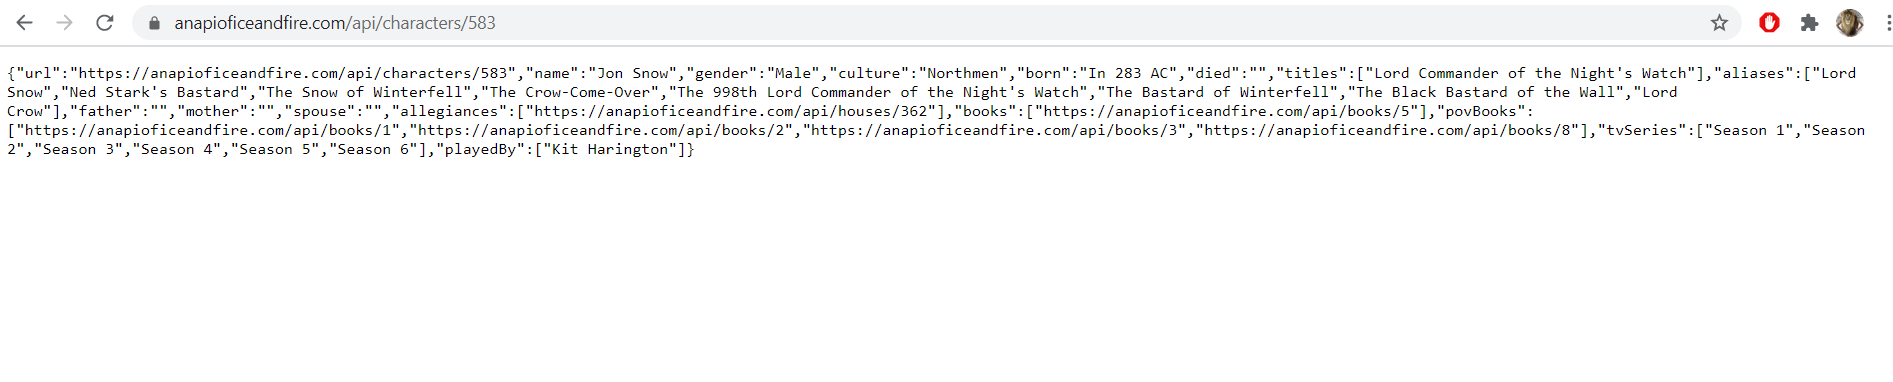 anapioficeandfire.com/api/characters/583
{"url":"https://anapioficeandfire.com/api/characters/583","name":"Jon Snow","gender":"Male","culture":"Northmen","born":"In 283 AC","died":"","titles":["Lord Commander of the Night's Watch"],"aliases":["Lord
Snow","Ned Stark's Bastard","The Snow of Winterfell","The Crow-Come-Over","The 998th Lord Commander of the Night's Watch","The Bastard of Winterfell","The Black Bastard of the Wall","Lord
Crow"],"father":"","mother":"","spouse":"","allegiances":["https://anapioficeandfire.com/api/houses/362"],"books":["https://anapioficeandfire.com/api/books/5"],"povBooks":
["https://anapioficeandfire.com/api/books/1","https://anapioficeandfire.com/api/books/2","https://anapioficeandfire.com/api/books/3","https://anapioficeandfire.com/api/books/8"],"tvSeries":["Season 1","Season
2","Season 3","Season 4","Season 5","Season 6"],"playedBy":["Kit Harington"]}